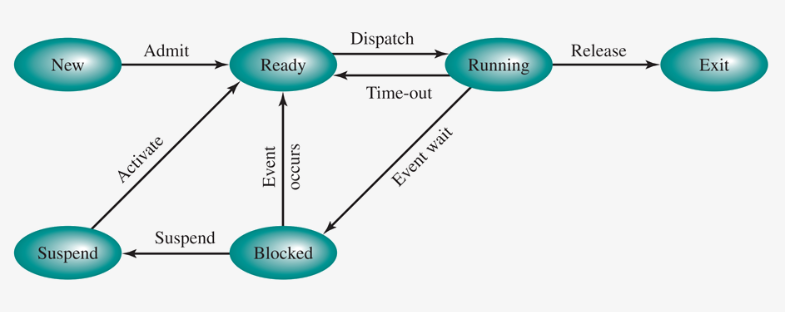 Dispatch
Admit
Release
New
Ready
Running
Exit
Time-out
Activate
Event
occurs
Event wait
Suspend
Suspend
Blocked